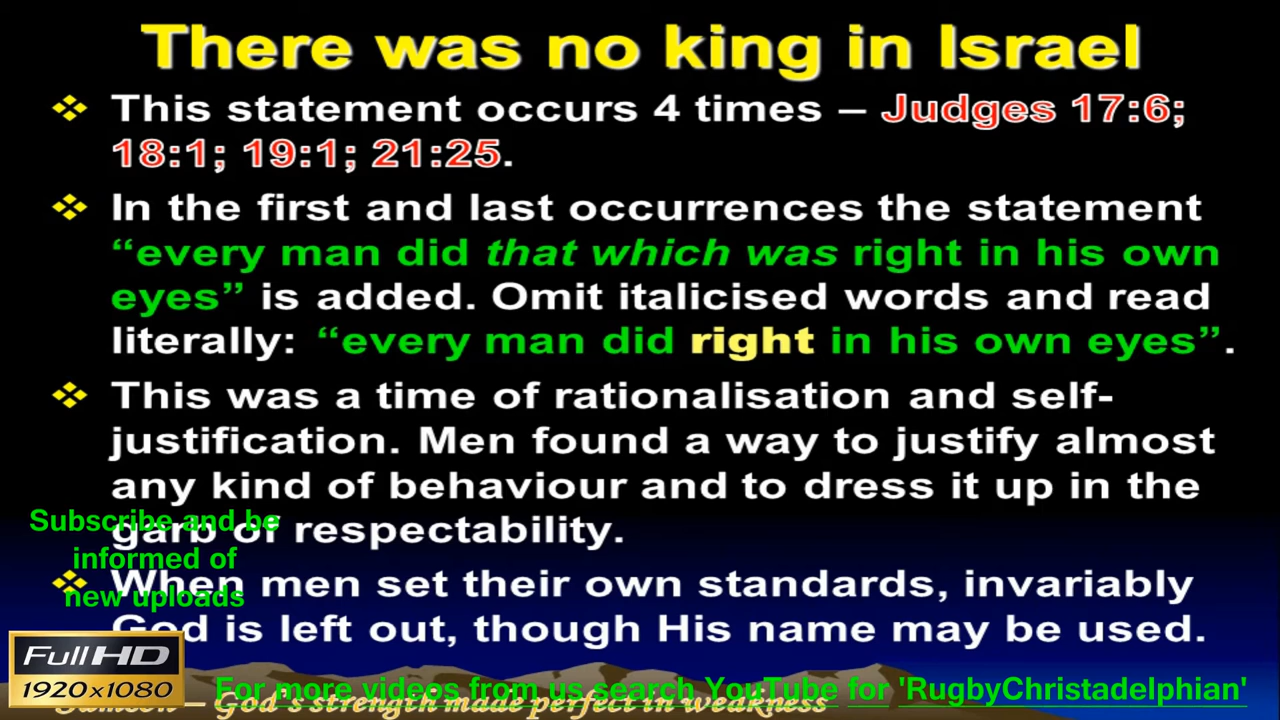 There was no king in Israel
❖ This statement occurs 4 times – Judges 17:6;
18:1; 19:1; 21:25.
❖ In the first and last occurrences the statement
“every man did that which was right in his own
eyes” is added. Omit italicised words and read
literally: “every man did right in his own eyes”.
❖ This was a time of rationalisation and self-
justification. Men found a way to justify almost
any kind of behaviour and to dress it up in the
garb of respectability.
Subscribe and be
informed of
new uploads
❖ When men set their own standards, invariably
God is left out, though His name may be used.
Full HD
1920x1080
For more videos from us search YouTube for 'RugbyChristadelphian'
Samson – God's strength made perfect in weakness